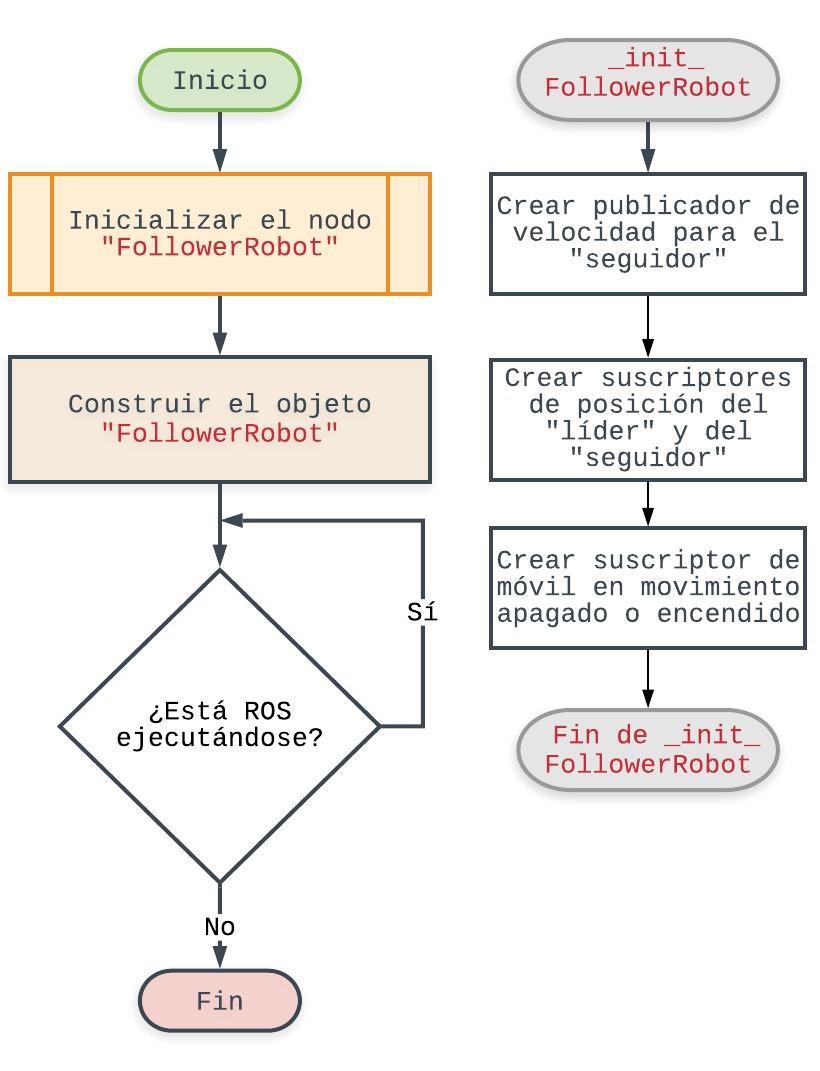 Inicio
Inicializar el nodo
"FollowerRobot"
Construir el objeto
"FollowerRobot"
Sí
¿Está ROS
ejecutándose?
No
Fin
_init_
FollowerRobot
Crear publicador de
velocidad para el
"seguidor"
Crear suscriptores
de posición del
"líder" y del
"seguidor"
Crear suscriptor de
móvil en movimiento
apagado o encendido
Fin de _init_
FollowerRobot